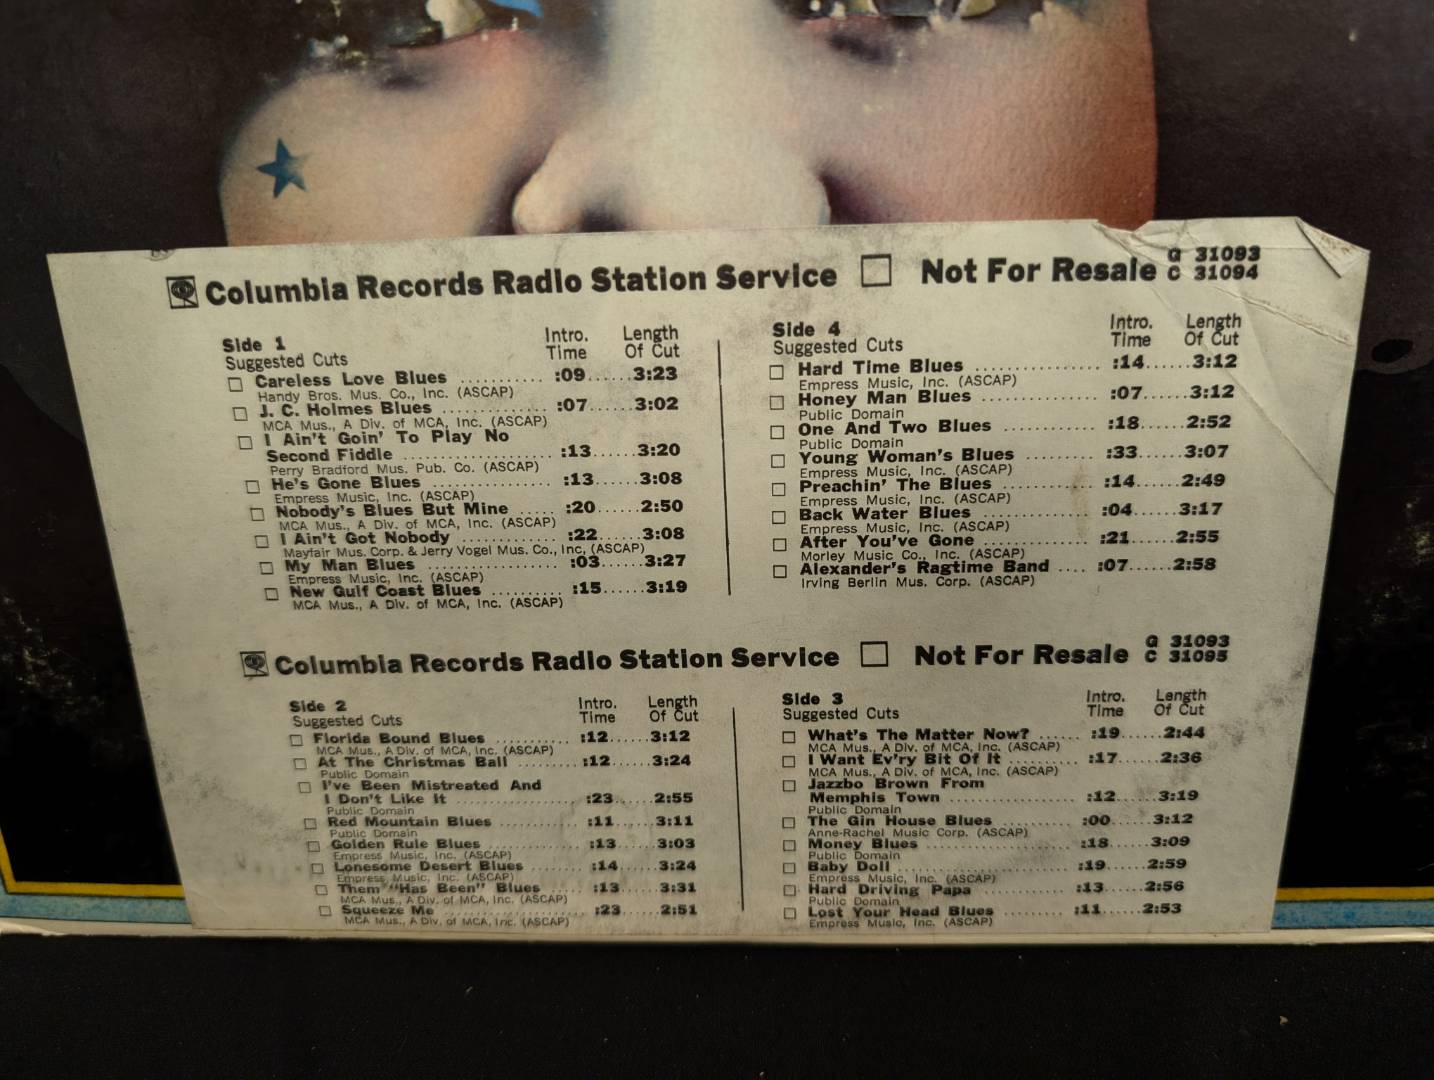 Columbia Records Radio Station Service □ Not For Resale G 31093
C 31094
Side 1 Intro. Length
Suggested Cuts Time Of Cut
□ Careless Love Blues ........... :09......3:23
Handy Bros. Mus. Co., Inc. (ASCAP)
□ J. C. Holmes Blues .............. :07......3:02
MCA Mus., A Div. of MCA, Inc. (ASCAP)
□ I Ain't Goin' To Play No
Second Fiddle .................... :13......3:20
Perry Bradford Mus. Pub. Co. (ASCAP)
□ He's Gone Blues ................ :13......3:08
Empress Music, Inc. (ASCAP)
□ Nobody's Blues But Mine ..... :20......2:50
MCA Mus., A Div. of MCA, Inc. (ASCAP)
□ I Ain't Got Nobody .............. :22......3:08
Mayfair Mus. Corp. & Jerry Vogel Mus. Co., Inc, (ASCAP)
□ My Man Blues .................. :03......3:27
Empress Music, Inc. (ASCAP)
□ New Gulf Coast Blues .......... :15......3:19
MCA Mus., A Div. of MCA, Inc. (ASCAP)
Side 4 Intro. Length
Suggested Cuts Time Of Cut
□ Hard Time Blues ................ :14......3:12
Empress Music, Inc. (ASCAP)
□ Honey Man Blues ............... :07......3:12
Public Domain
□ One And Two Blues ............ :18......2:52
Public Domain
□ Young Woman's Blues ......... :33......3:07
Empress Music, Inc. (ASCAP)
□ Preachin' The Blues ............ :14......2:49
Empress Music, Inc. (ASCAP)
□ Back Water Blues ............... :04......3:17
Empress Music, Inc. (ASCAP)
□ After You've Gone ............... :21......2:55
Morley Music Co., Inc. (ASCAP)
□ Alexander's Ragtime Band .... :07......2:58
Irving Berlin Mus. Corp. (ASCAP)
Columbia Records Radio Station Service □ Not For Resale G 31093
C 31095
Side 2 Intro. Length
Suggested Cuts Time Of Cut
□ Florida Bound Blues ............ :12......3:12
MCA Mus., A Div. of MCA, Inc. (ASCAP)
□ At The Christmas Ball ......... :12......3:24
Public Domain
□ I've Been Mistreated And
I Don't Like It .................... :23......2:55
Public Domain
□ Red Mountain Blues ............ :11......3:11
Public Domain
□ Golden Rule Blues .............. :13......3:03
Empress Music, Inc. (ASCAP)
□ Lonesome Desert Blues ........ :14......3:24
Empress Music, Inc. (ASCAP)
□ Them "Has Been" Blues ....... :13......3:31
MCA Mus., A Div. of MCA, Inc. (ASCAP)
□ Squeeze Me ...................... :23......2:51
MCA Mus., A Div. of MCA, Inc. (ASCAP)
Side 3 Intro. Length
Suggested Cuts Time Of Cut
□ What's The Matter Now? ...... :19......2:44
MCA Mus., A Div. of MCA, Inc. (ASCAP)
□ I Want Ev'ry Bit Of It .......... :17......2:36
MCA Mus., A Div. of MCA, Inc. (ASCAP)
□ Jazzbo Brown From
Memphis Town .................. :12......3:19
Public Domain
□ The Gin House Blues ........... :00......3:12
Anne-Rachel Music Corp. (ASCAP)
□ Money Blues ..................... :18......3:09
Public Domain
□ Baby Doll ......................... :19......2:59
Empress Music, Inc. (ASCAP)
□ Hard Driving Papa .............. :13......2:56
Public Domain
□ Lost Your Head Blues .......... :11......2:53
Empress Music, Inc. (ASCAP)